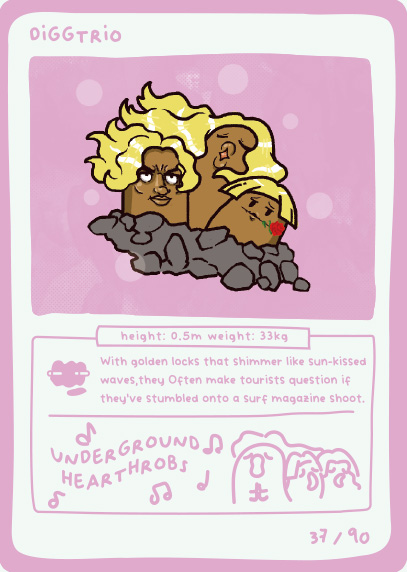 DiGGTRiO
height: 0.5m weight: 33kg
With golden locks that shimmer like sun-kissed
waves,they Often make tourists question if
they've stumbled onto a surf magazine shoot.
UNDERGROUND
HEARTHROBS
37 / 90